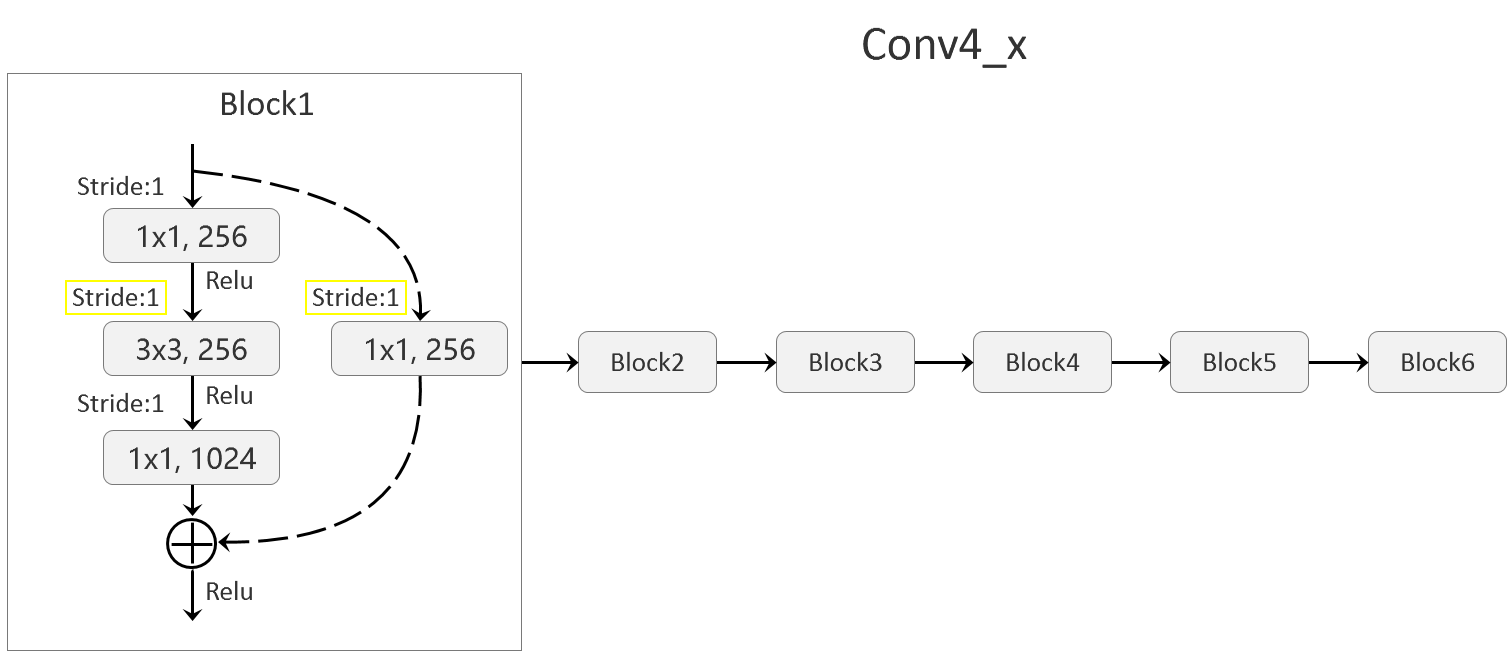 Conv4_x
Block1
Stride:1
1x1, 256
Relu
Stride:1
Stride:1
3x3, 256
1x1, 256
Relu
Stride:1
1x1, 1024
Relu
Block2
Block3
Block4
Block5
Block6